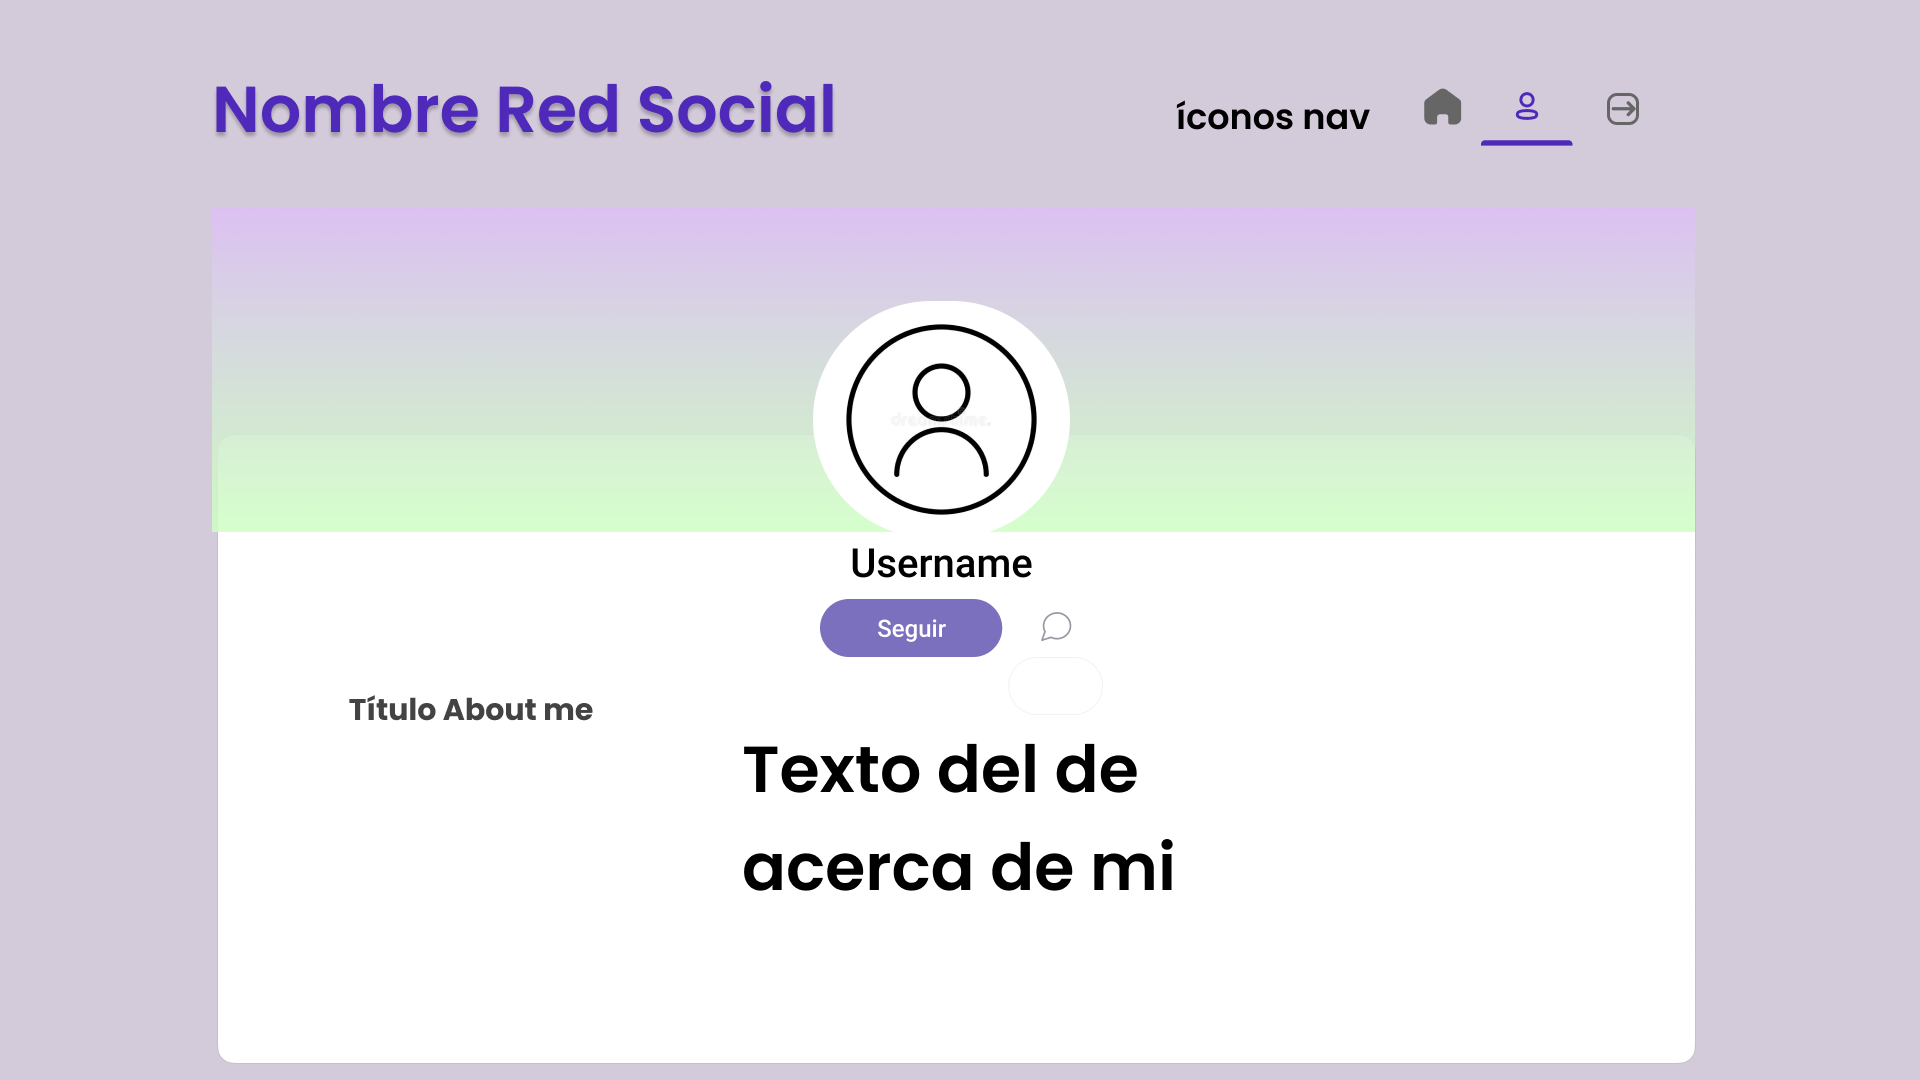 Nombre Red Social
íconos nav
Username
Seguir
Título About me
Texto del de
acerca de mi